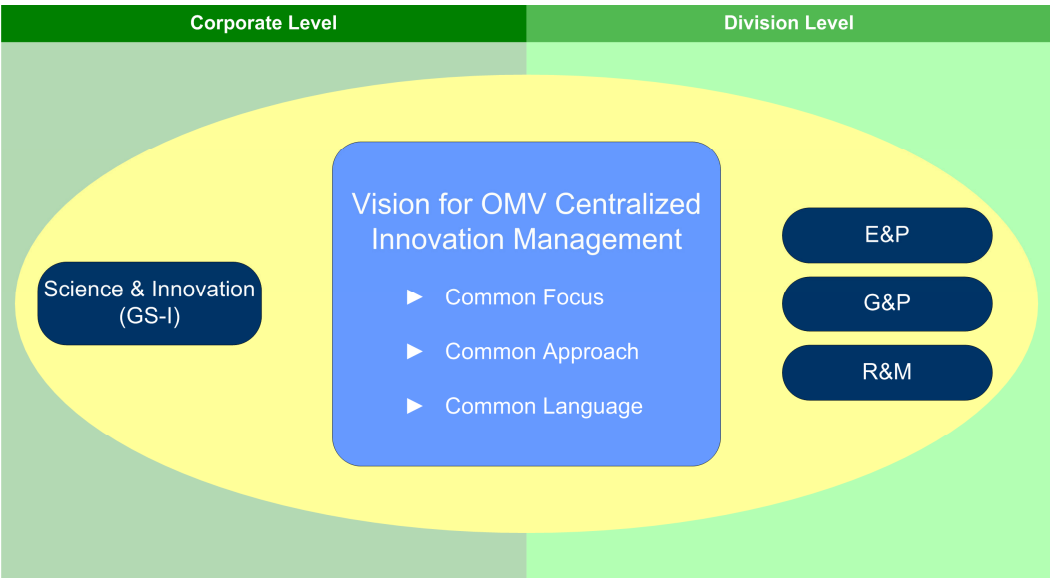 Corporate Level
Division Level
Vision for OMV Centralized
Innovation Management
► Common Focus
► Common Approach
► Common Language
Science & Innovation
(GS-I)
E&P
G&P
R&M